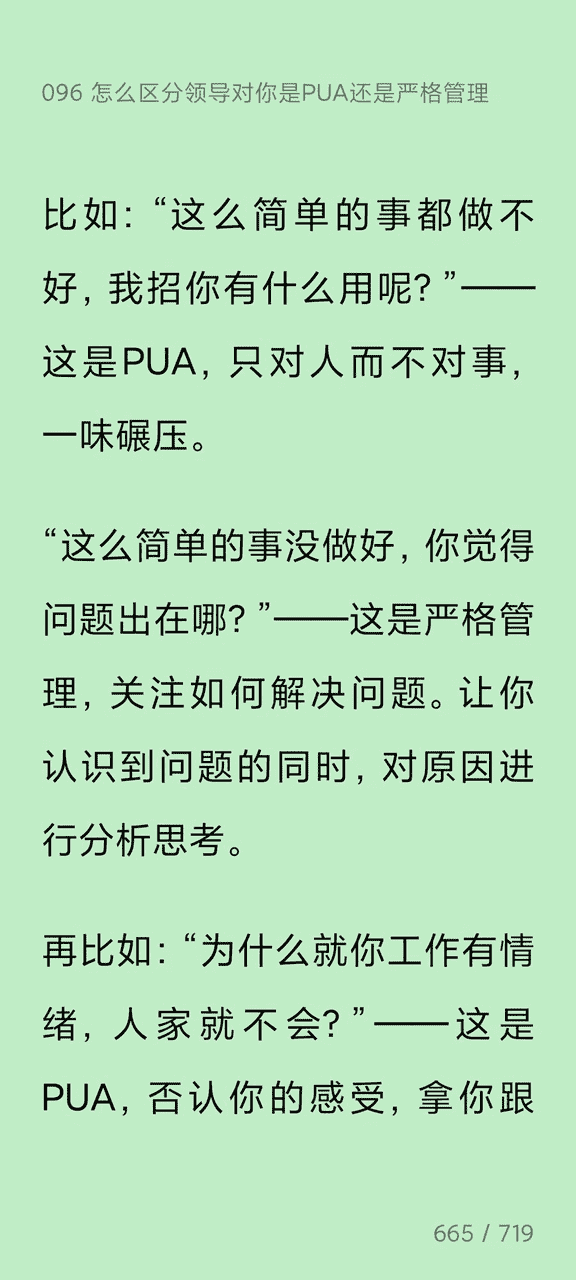 096 怎么区分领导对你是PUA还是严格管理
比如：“这么简单的事都做不
好，我招你有什么用呢？”——
这是PUA，只对人而不对事，
一味碾压。
“这么简单的事没做好，你觉得
问题出在哪？”——这是严格管
理，关注如何解决问题。让你
认识到问题的同时，对原因进
行分析思考。
再比如：“为什么就你工作有情
绪，人家就不会？”——这是
PUA，否认你的感受，拿你跟
665 / 719